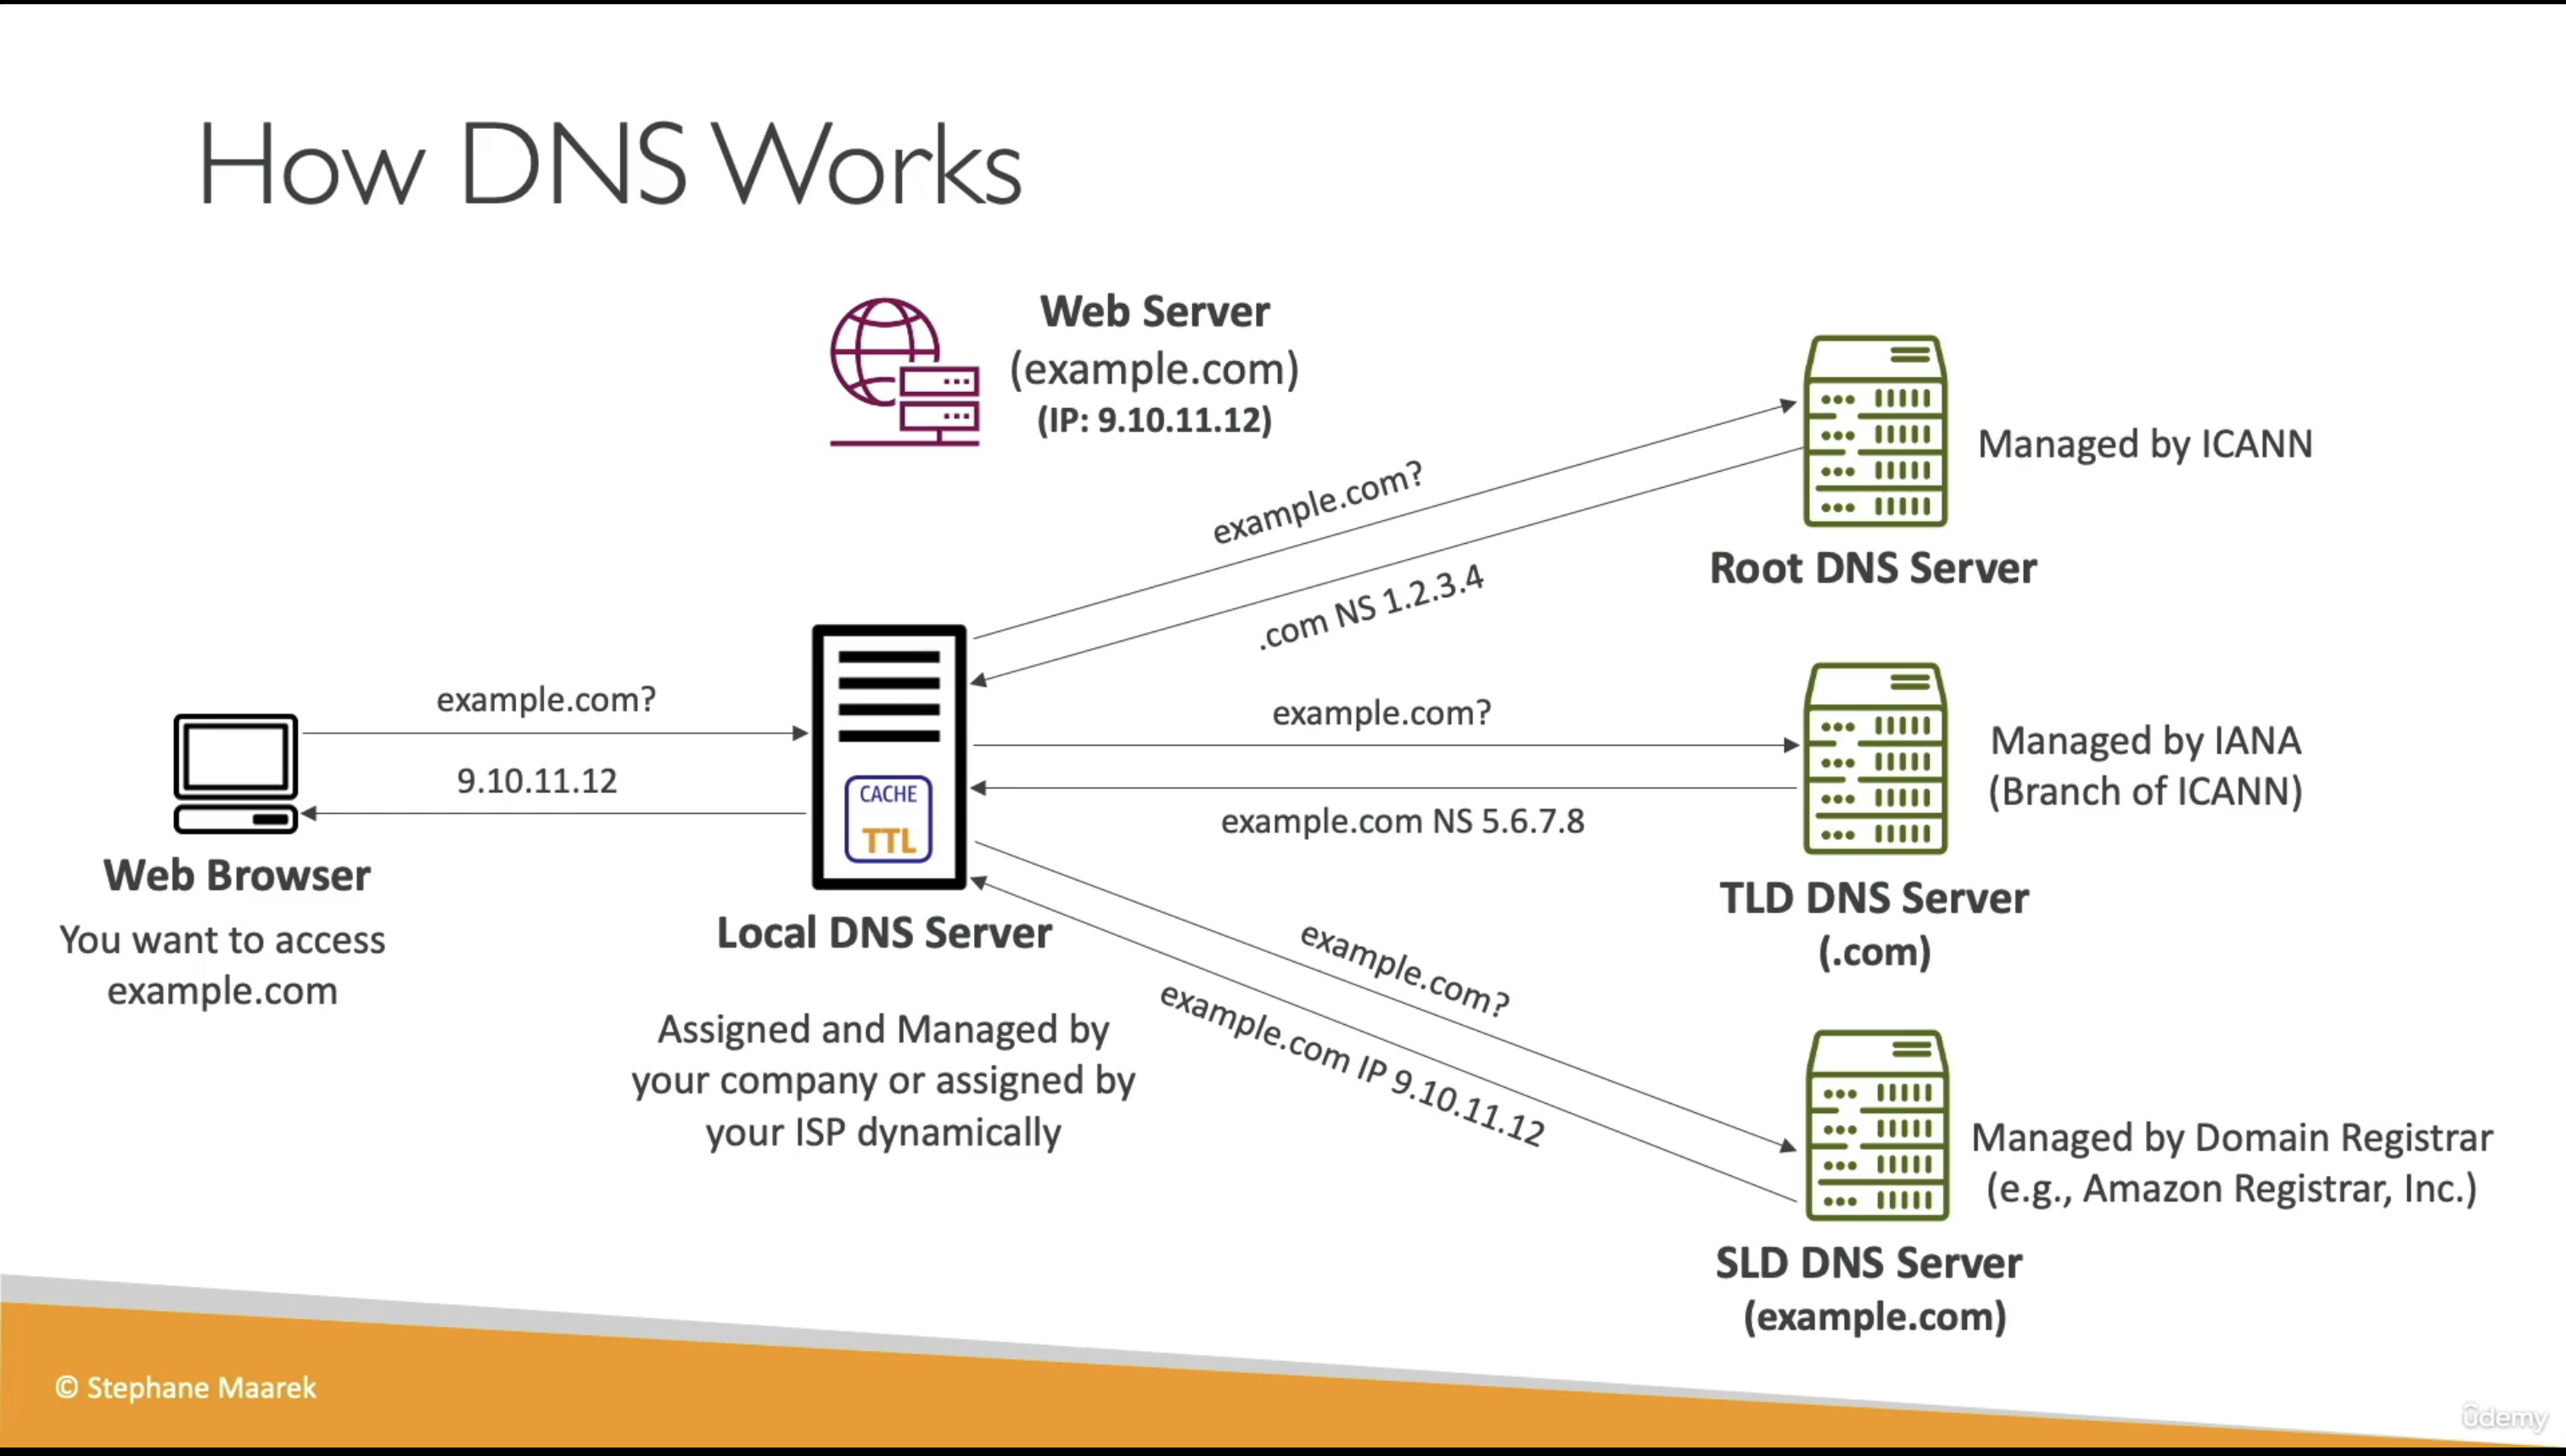 How DNS Works
Web Server
(example.com)
(IP: 9.10.11.12)
example.com?
.com NS 1.2.3.4
Managed by ICANN
Root DNS Server
example.com?
9.10.11.12
Web Browser
You want to access
example.com
CACHE
TTL
Local DNS Server
Assigned and Managed by
your company or assigned by
your ISP dynamically
example.com?
example.com NS 5.6.7.8
Managed by IANA
(Branch of ICANN)
TLD DNS Server
(.com)
example.com?
example.com IP 9.10.11.12
Managed by Domain Registrar
(e.g., Amazon Registrar, Inc.)
SLD DNS Server
(example.com)
© Stephane Maarek
ûdemy